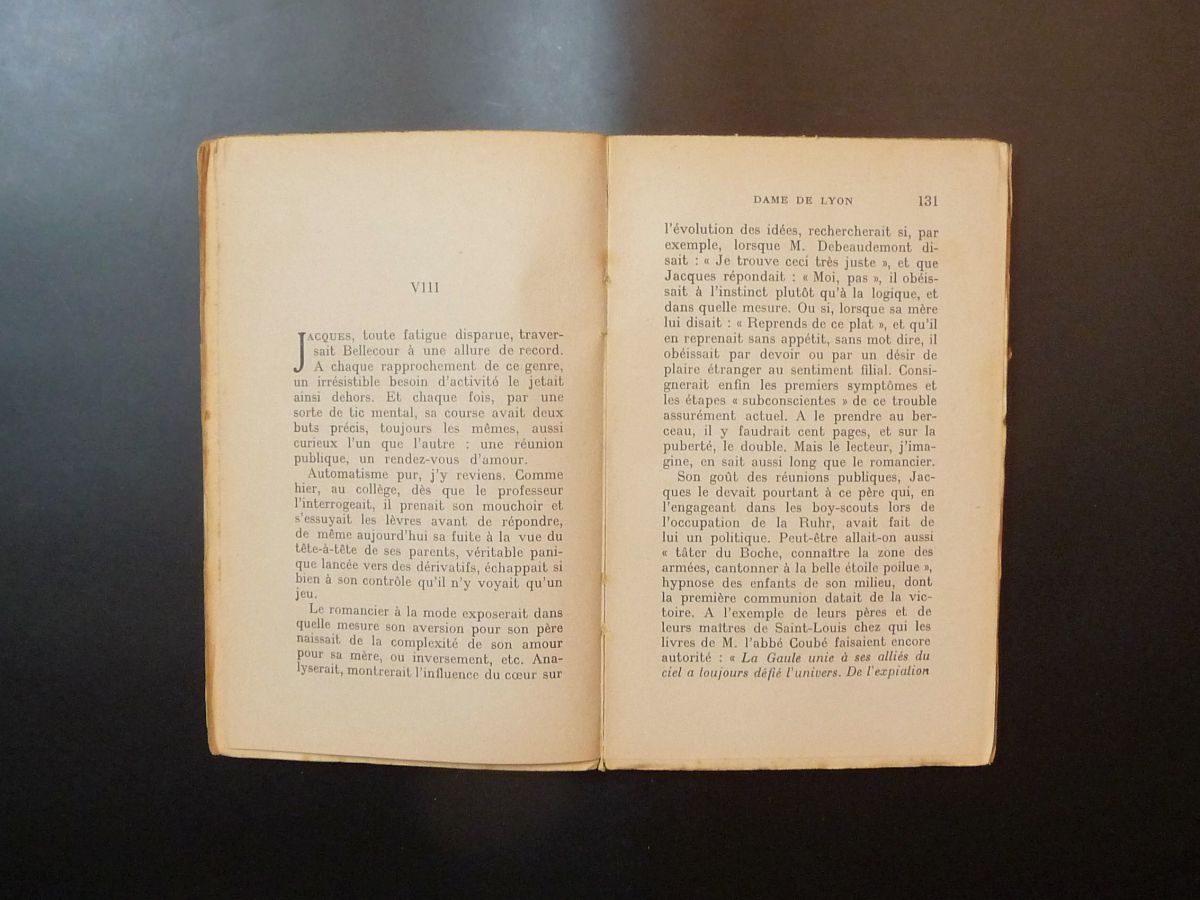 VIII
JACQUES, toute fatigue disparue, traver-
sait Bellecour à une allure de record.
A chaque rapprochement de ce genre,
un irrésistible besoin d'activité le jetait
ainsi dehors. Et chaque fois, par une
sorte de tic mental, sa course avait deux
buts précis, toujours les mêmes, aussi
curieux l'un que l'autre : une réunion
publique, un rendez-vous d'amour.
Automatisme pur, j'y reviens. Comme
hier, au collège, dès que le professeur
l'interrogeait, il prenait son mouchoir et
s'essuyait les lèvres avant de répondre,
de même aujourd'hui sa fuite à la vue du
tête-à-tête de ses parents, véritable pani-
que lancée vers des dérivatifs, échappait si
bien à son contrôle qu'il n'y voyait qu'un
jeu.
Le romancier à la mode exposerait dans
quelle mesure son aversion pour son père
naissait de la complexité de son amour
pour sa mère, ou inversement, etc. Ana-
lyserait, montrerait l'influence du cœur sur
DAME DE LYON 131
l'évolution des idées, rechercherait si, par
exemple, lorsque M. Debeaudemont di-
sait : « Je trouve ceci très juste », et que
Jacques répondait : « Moi, pas », il obéis-
sait à l'instinct plutôt qu'à la logique, et
dans quelle mesure. Ou si, lorsque sa mère
lui disait : « Reprends de ce plat », et qu'il
en reprenait sans appétit, sans mot dire, il
obéissait par devoir ou par un désir de
plaire étranger au sentiment filial. Consi-
gnerait enfin les premiers symptômes et
les étapes « subconscientes » de ce trouble
assurément actuel. A le prendre au ber-
ceau, il y faudrait cent pages, et sur la
puberté, le double. Mais le lecteur, j'ima-
gine, en sait aussi long que le romancier.
Son goût des réunions publiques, Jac-
ques le devait pourtant à ce père qui, en
l'engageant dans les boy-scouts lors de
l'occupation de la Ruhr, avait fait de
lui un politique. Peut-être allait-on aussi
« tâter du Boche, connaître la zone des
armées, cantonner à la belle étoile poilue »,
hypnose des enfants de son milieu, dont
la première communion datait de la vic-
toire. A l'exemple de leurs pères et de
leurs maîtres de Saint-Louis chez qui les
livres de M. l'abbé Coubé faisaient encore
autorité : « La Gaule unie à ses alliés du
ciel a toujours défié l'univers. De l'expiation